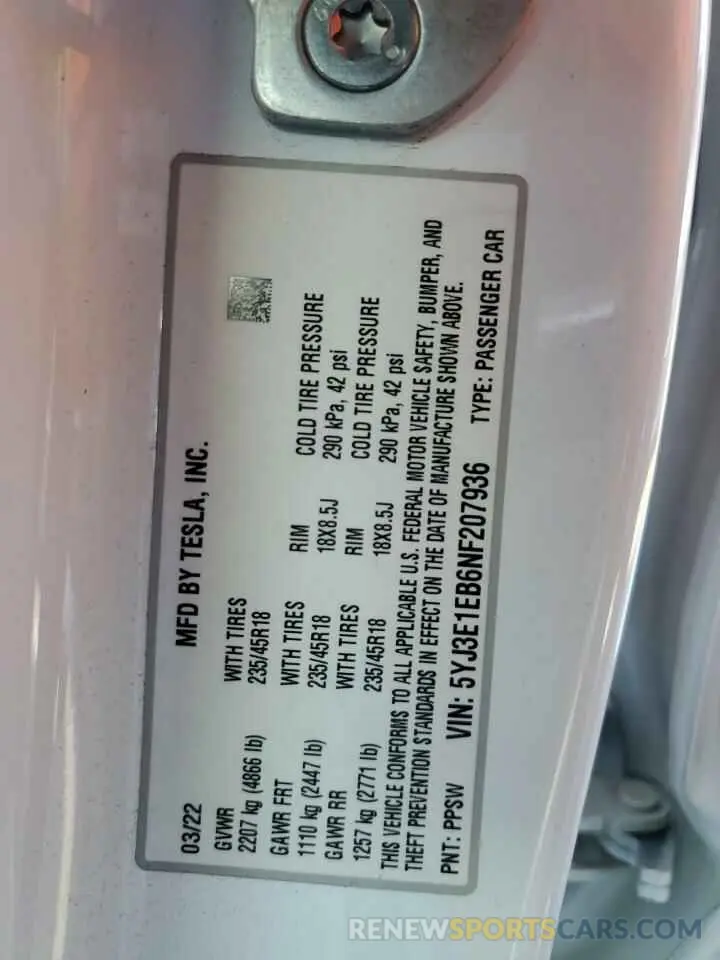 03/22 MFD BY TESLA, INC.
GVWR WITH TIRES
2207 kg (4866 lb) 235/45R18
GAWR FRT WITH TIRES RIM COLD TIRE PRESSURE
1110 kg (2447 lb) 235/45R18 18X8.5J 290 kPa, 42 psi
GAWR RR WITH TIRES RIM COLD TIRE PRESSURE
1257 kg (2771 lb) 235/45R18 18X8.5J 290 kPa, 42 psi
THIS VEHICLE CONFORMS TO ALL APPLICABLE U.S. FEDERAL MOTOR VEHICLE SAFETY, BUMPER, AND
THEFT PREVENTION STANDARDS IN EFFECT ON THE DATE OF MANUFACTURE SHOWN ABOVE.
PNT: PPSW VIN: 5YJ3E1EB6NF207936 TYPE: PASSENGER CAR
RENEWSPORTSCARS.COM